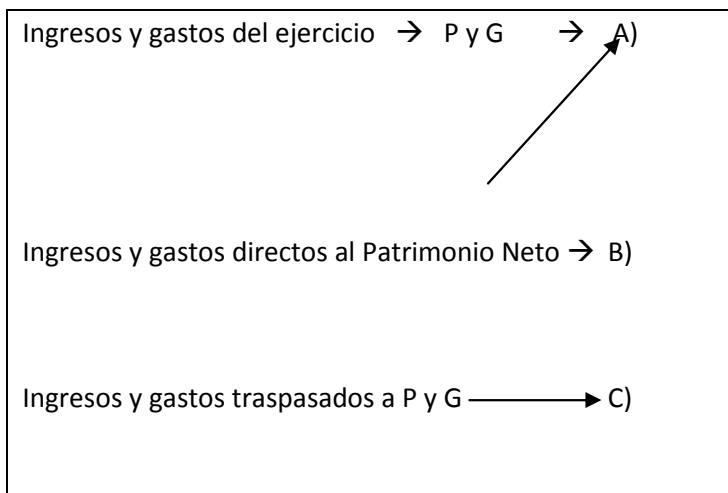 Ingresos y gastos del ejercicio → P y G → A)
Ingresos y gastos directos al Patrimonio Neto → B)
Ingresos y gastos traspasados a P y G → C)